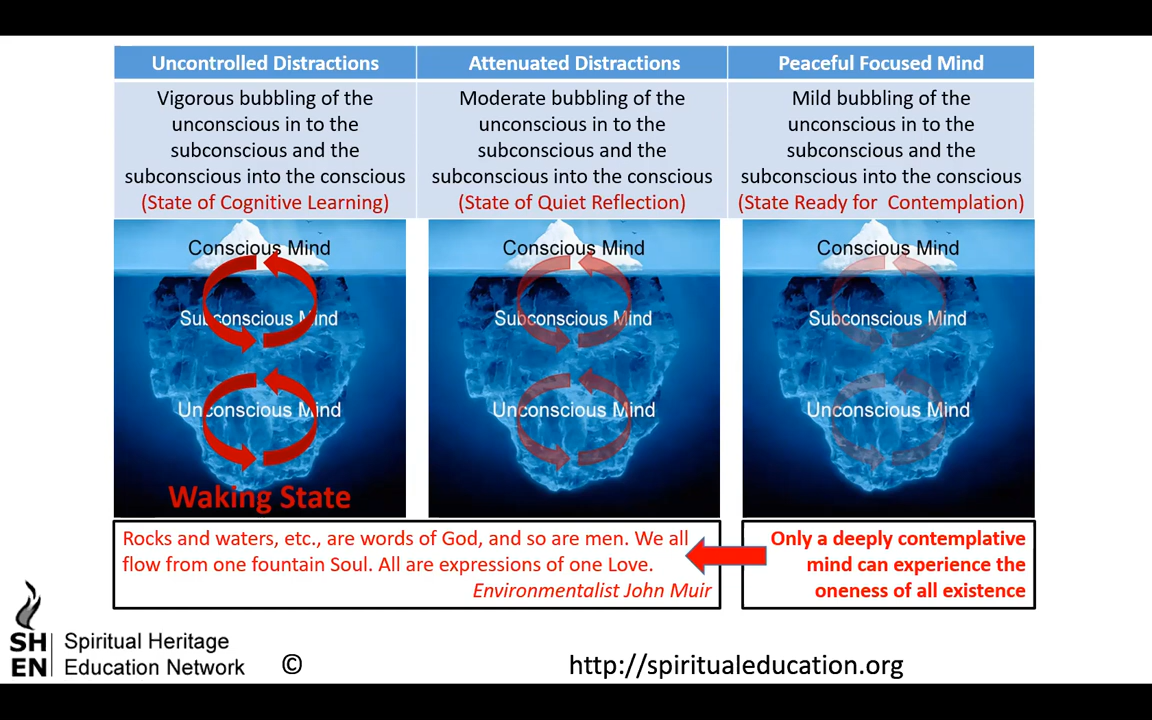 Uncontrolled Distractions
Vigorous bubbling of the
unconscious in to the
subconscious and the
subconscious into the conscious
(State of Cognitive Learning)
Attenuated Distractions
Moderate bubbling of the
unconscious in to the
subconscious and the
subconscious into the conscious
(State of Quiet Reflection)
Peaceful Focused Mind
Mild bubbling of the
unconscious in to the
subconscious and the
subconscious into the conscious
(State Ready for Contemplation)
Conscious Mind
Subconscious Mind
Unconscious Mind
Waking State
Conscious Mind
Subconscious Mind
Unconscious Mind
Conscious Mind
Subconscious Mind
Unconscious Mind
Rocks and waters, etc., are words of God, and so are men. We all
flow from one fountain Soul. All are expressions of one Love.
Environmentalist John Muir
Only a deeply contemplative
mind can experience the
oneness of all existence
SH
EN
Spiritual Heritage
Education Network
©
http://spiritualeducation.org